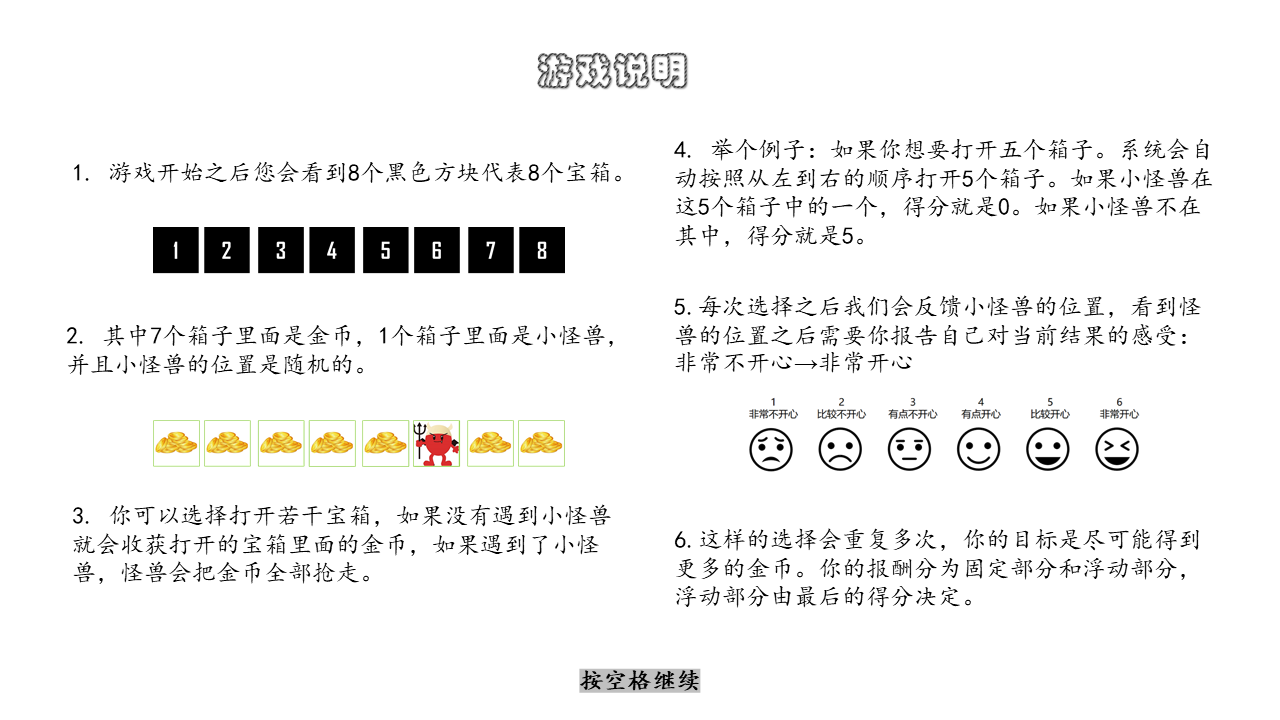 游戏说明
1. 游戏开始之后您会看到8个黑色方块代表8个宝箱。
1 2 3 4 5 6 7 8
2. 其中7个箱子里面是金币，1个箱子里面是小怪兽，
并且小怪兽的位置是随机的。
3. 你可以选择打开若干宝箱，如果没有遇到小怪兽
就会收获打开的宝箱里面的金币，如果遇到了小怪
兽，怪兽会把金币全部抢走。
4. 举个例子：如果你想要打开五个箱子。系统会自
动按照从左到右的顺序打开5个箱子。如果小怪兽在
这5个箱子中的一个，得分就是0。如果小怪兽不在
其中，得分就是5。
5.每次选择之后我们会反馈小怪兽的位置，看到怪
兽的位置之后需要你报告自己对当前结果的感受：
非常不开心→非常开心
1 2 3 4 5 6
非常不开心 比较不开心 有点不开心 有点开心 比较开心 非常开心
6.这样的选择会重复多次，你的目标是尽可能得到
更多的金币。你的报酬分为固定部分和浮动部分，
浮动部分由最后的得分决定。
按空格继续